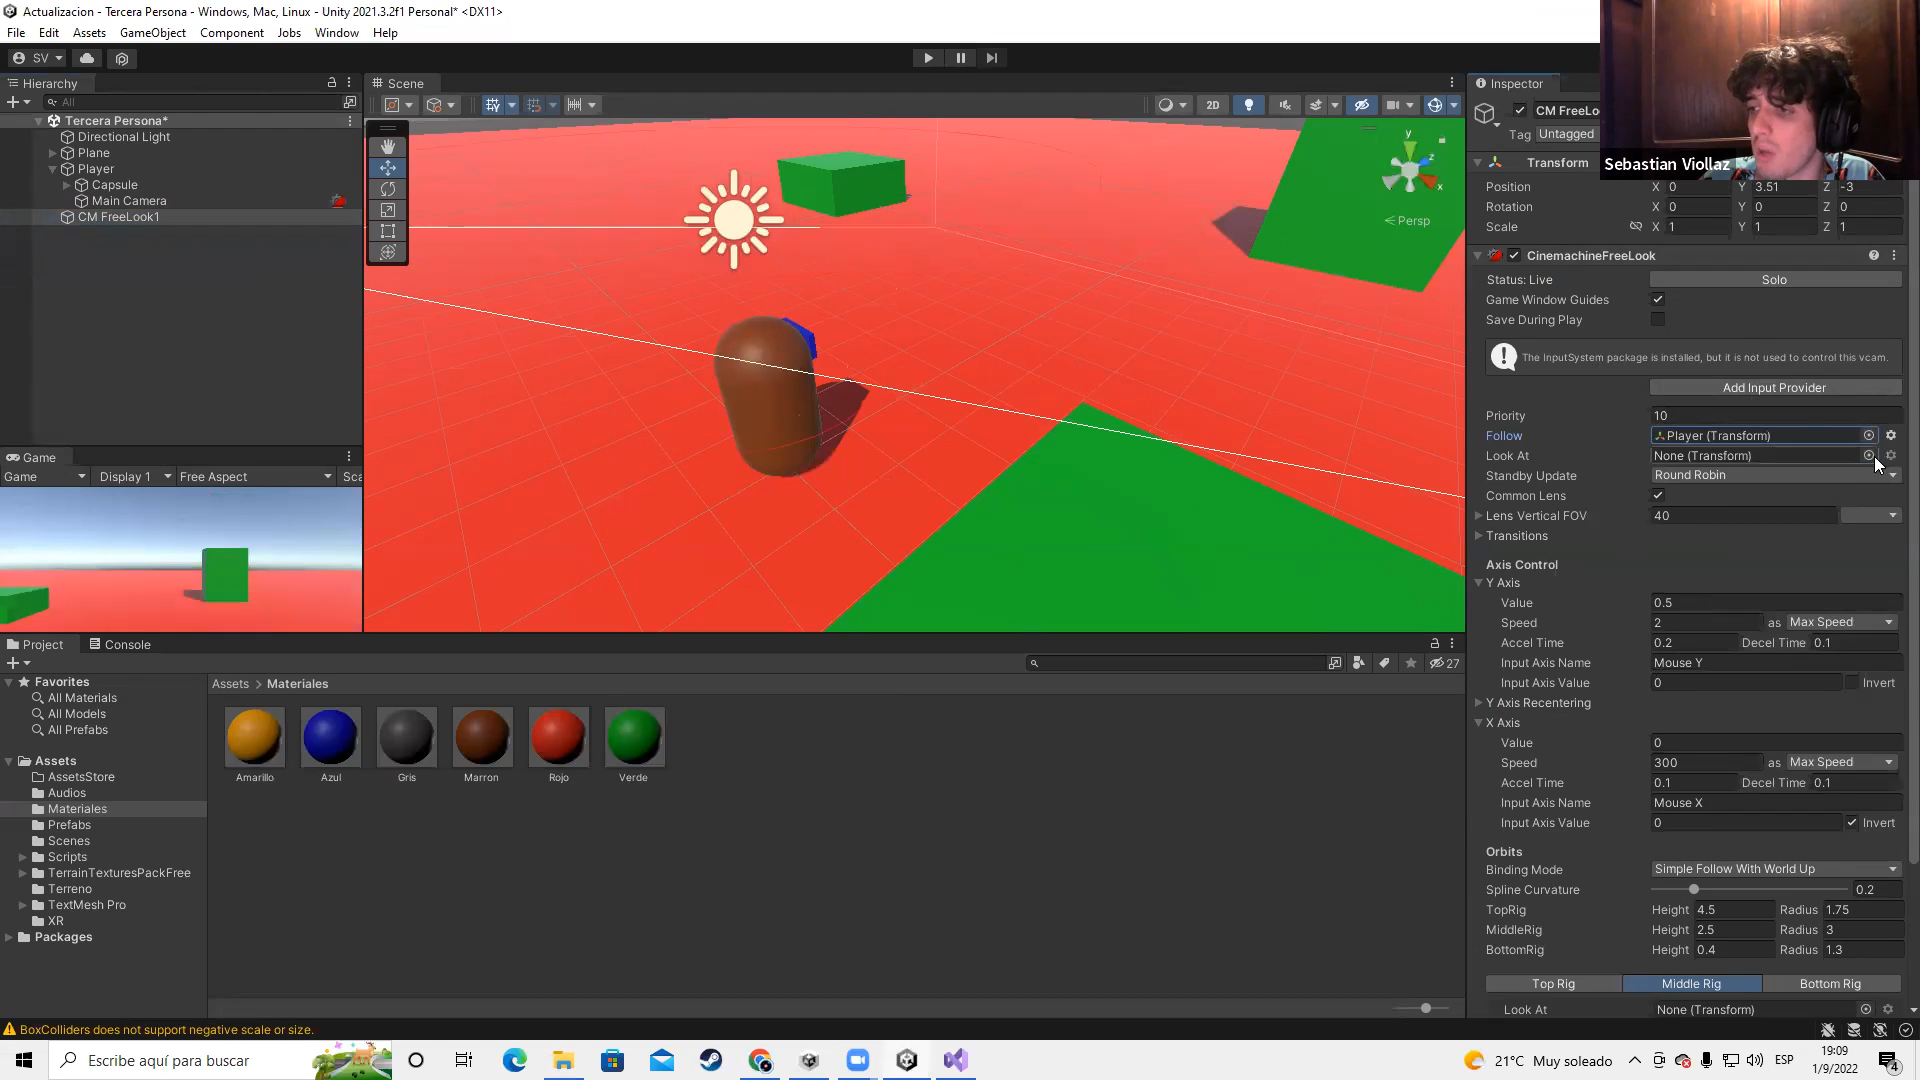 Actualizacion - Tercera Persona - Windows, Mac, Linux - Unity 2021.3.2f1 Personal* <DX11>
File Edit Assets GameObject Component Jobs Window Help
SV
Hierarchy
All
Tercera Persona*
Directional Light
Plane
Player
Capsule
Main Camera
CM FreeLook1
Scene
2D
y
z
x
Persp
Game
Game Display 1 Free Aspect Sca
Inspector
CM FreeLoo
Tag Untagged
Sebastian Viollaz
Transform
Position X 0 Y 3.51 Z -3
Rotation X 0 Y 0 Z 0
Scale X 1 Y 1 Z 1
CinemachineFreeLook
Status: Live Solo
Game Window Guides
Save During Play
The InputSystem package is installed, but it is not used to control this vcam.
Add Input Provider
Priority 10
Follow Player (Transform)
Look At None (Transform)
Standby Update Round Robin
Common Lens
Lens Vertical FOV 40
Transitions
Axis Control
Y Axis
Value 0.5
Speed 2 as Max Speed
Accel Time 0.2 Decel Time 0.1
Input Axis Name Mouse Y
Input Axis Value 0 Invert
Y Axis Recentering
X Axis
Value 0
Speed 300 as Max Speed
Accel Time 0.1 Decel Time 0.1
Input Axis Name Mouse X
Input Axis Value 0 Invert
Orbits
Binding Mode Simple Follow With World Up
Spline Curvature 0.2
TopRig Height 4.5 Radius 1.75
MiddleRig Height 2.5 Radius 3
BottomRig Height 0.4 Radius 1.3
Top Rig Middle Rig Bottom Rig
Look At None (Transform)
Project Console
27
Favorites
All Materials
All Models
All Prefabs
Assets
AssetsStore
Audios
Materiales
Prefabs
Scenes
Scripts
TerrainTexturesPackFree
Terreno
TextMesh Pro
XR
Packages
Assets > Materiales
Amarillo Azul Gris Marron Rojo Verde
BoxColliders does not support negative scale or size.
Escribe aquí para buscar
21°C Muy soleado
ESP
19:09
1/9/2022
4